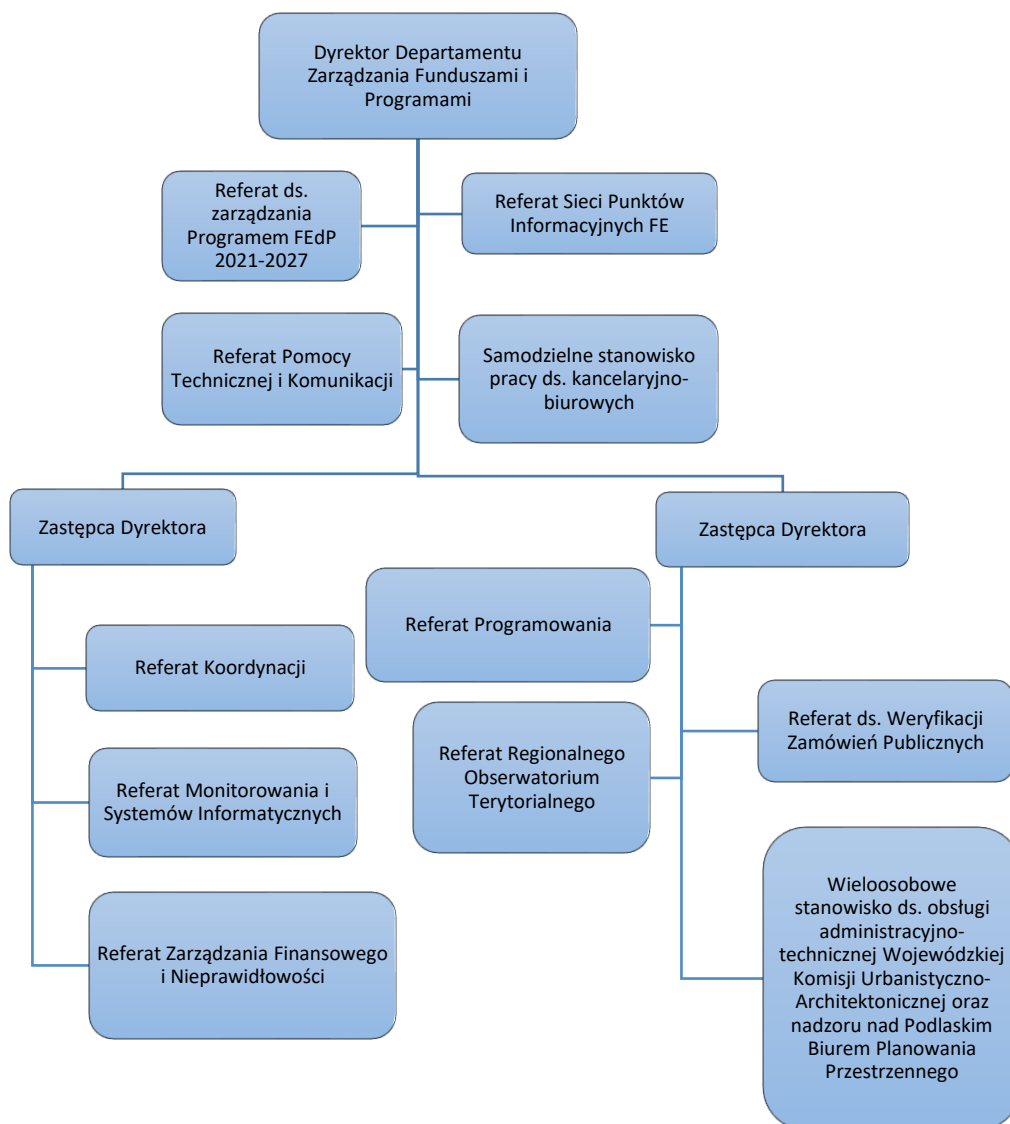 Dyrektor Departamentu
Zarządzania Funduszami i
Programami
Referat ds.
zarządzania
Programem FEdP
2021-2027
Referat Sieci Punktów
Informacyjnych FE
Referat Pomocy
Technicznej i Komunikacji
Samodzielne stanowisko
pracy ds. kancelaryjno-
biurowych
Zastępca Dyrektora
Zastępca Dyrektora
Referat Koordynacji
Referat Monitorowania i
Systemów Informatycznych
Referat Zarządzania Finansowego
i Nieprawidłowości
Referat Programowania
Referat Regionalnego
Obserwatorium
Terytorialnego
Referat ds. Weryfikacji
Zamówień Publicznych
Wieloosobowe
stanowisko ds. obsługi
administracyjno-
technicznej Wojewódzkiej
Komisji Urbanistyczno-
Architektonicznej oraz
nadzoru nad Podlaskim
Biurem Planowania
Przestrzennego